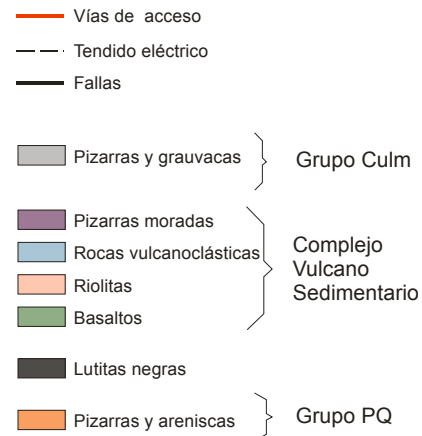 Vías de acceso
Tendido eléctrico
Fallas
Pizarras y grauvacas
Grupo Culm
Pizarras moradas
Rocas vulcanoclásticas
Riolitas
Basaltos
Complejo
Vulcano
Sedimentario
Lutitas negras
Pizarras y areniscas
Grupo PQ